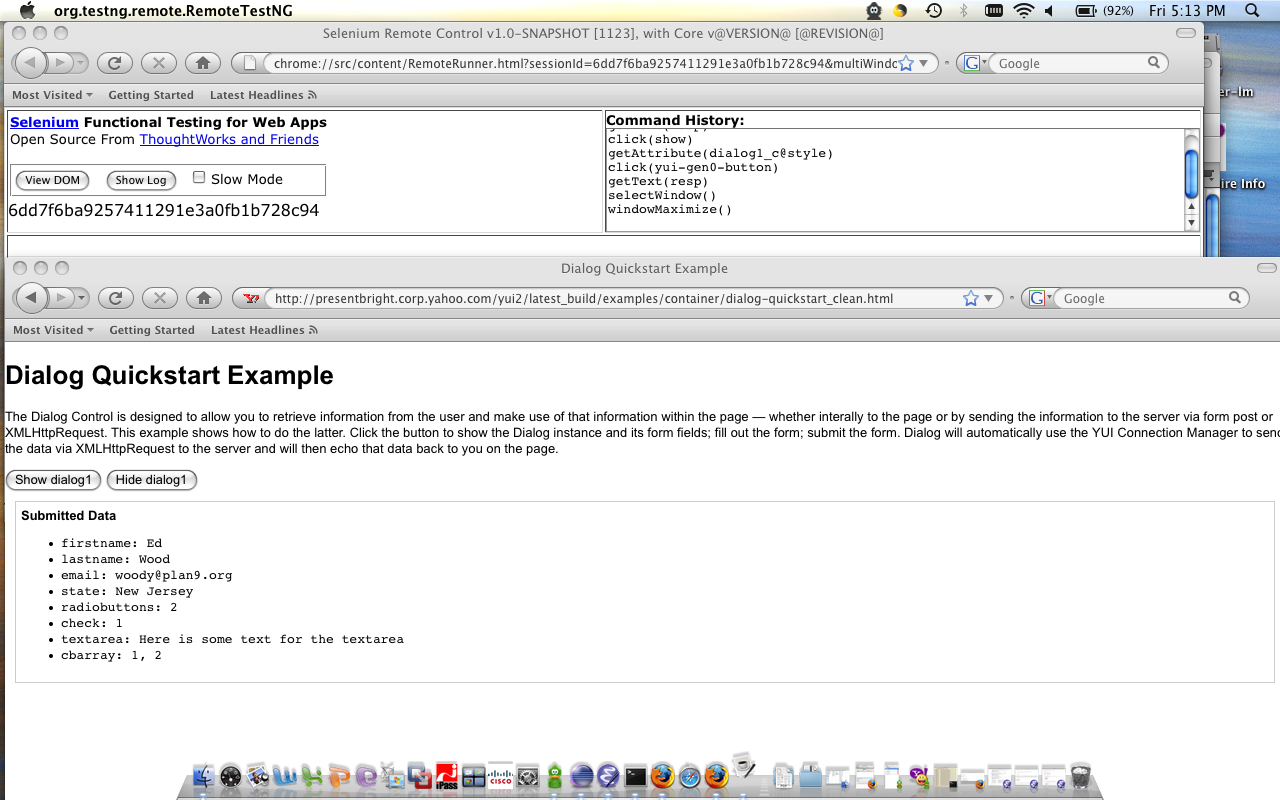 org.testng.remote.RemoteTestNG
(92%) Fri 5:13 PM
Selenium Remote Control v1.0-SNAPSHOT [1123], with Core v@VERSION@ [@REVISION@]
chrome://src/content/RemoteRunner.html?sessionId=6dd7f6ba9257411291e3a0fb1b728c94&multiWindo
Google
Most Visited Getting Started Latest Headlines
Selenium Functional Testing for Web Apps
Open Source From ThoughtWorks and Friends
View DOM Show Log Slow Mode
6dd7f6ba9257411291e3a0fb1b728c94
Command History:
click(show)
getAttribute(dialog1_c@style)
click(yui-gen0-button)
getText(resp)
selectWindow()
windowMaximize()
er-lm
ire Info
Dialog Quickstart Example
http://presentbright.corp.yahoo.com/yui2/latest_build/examples/container/dialog-quickstart_clean.html
Google
Most Visited Getting Started Latest Headlines
Dialog Quickstart Example
The Dialog Control is designed to allow you to retrieve information from the user and make use of that information within the page — whether interally to the page or by sending the information to the server via form post or
XMLHttpRequest. This example shows how to do the latter. Click the button to show the Dialog instance and its form fields; fill out the form; submit the form. Dialog will automatically use the YUI Connection Manager to send
the data via XMLHttpRequest to the server and will then echo that data back to you on the page.
Show dialog1 Hide dialog1
Submitted Data
firstname: Ed
lastname: Wood
email: woody@plan9.org
state: New Jersey
radiobuttons: 2
check: 1
textarea: Here is some text for the textarea
cbarray: 1, 2
iPass
CISCO